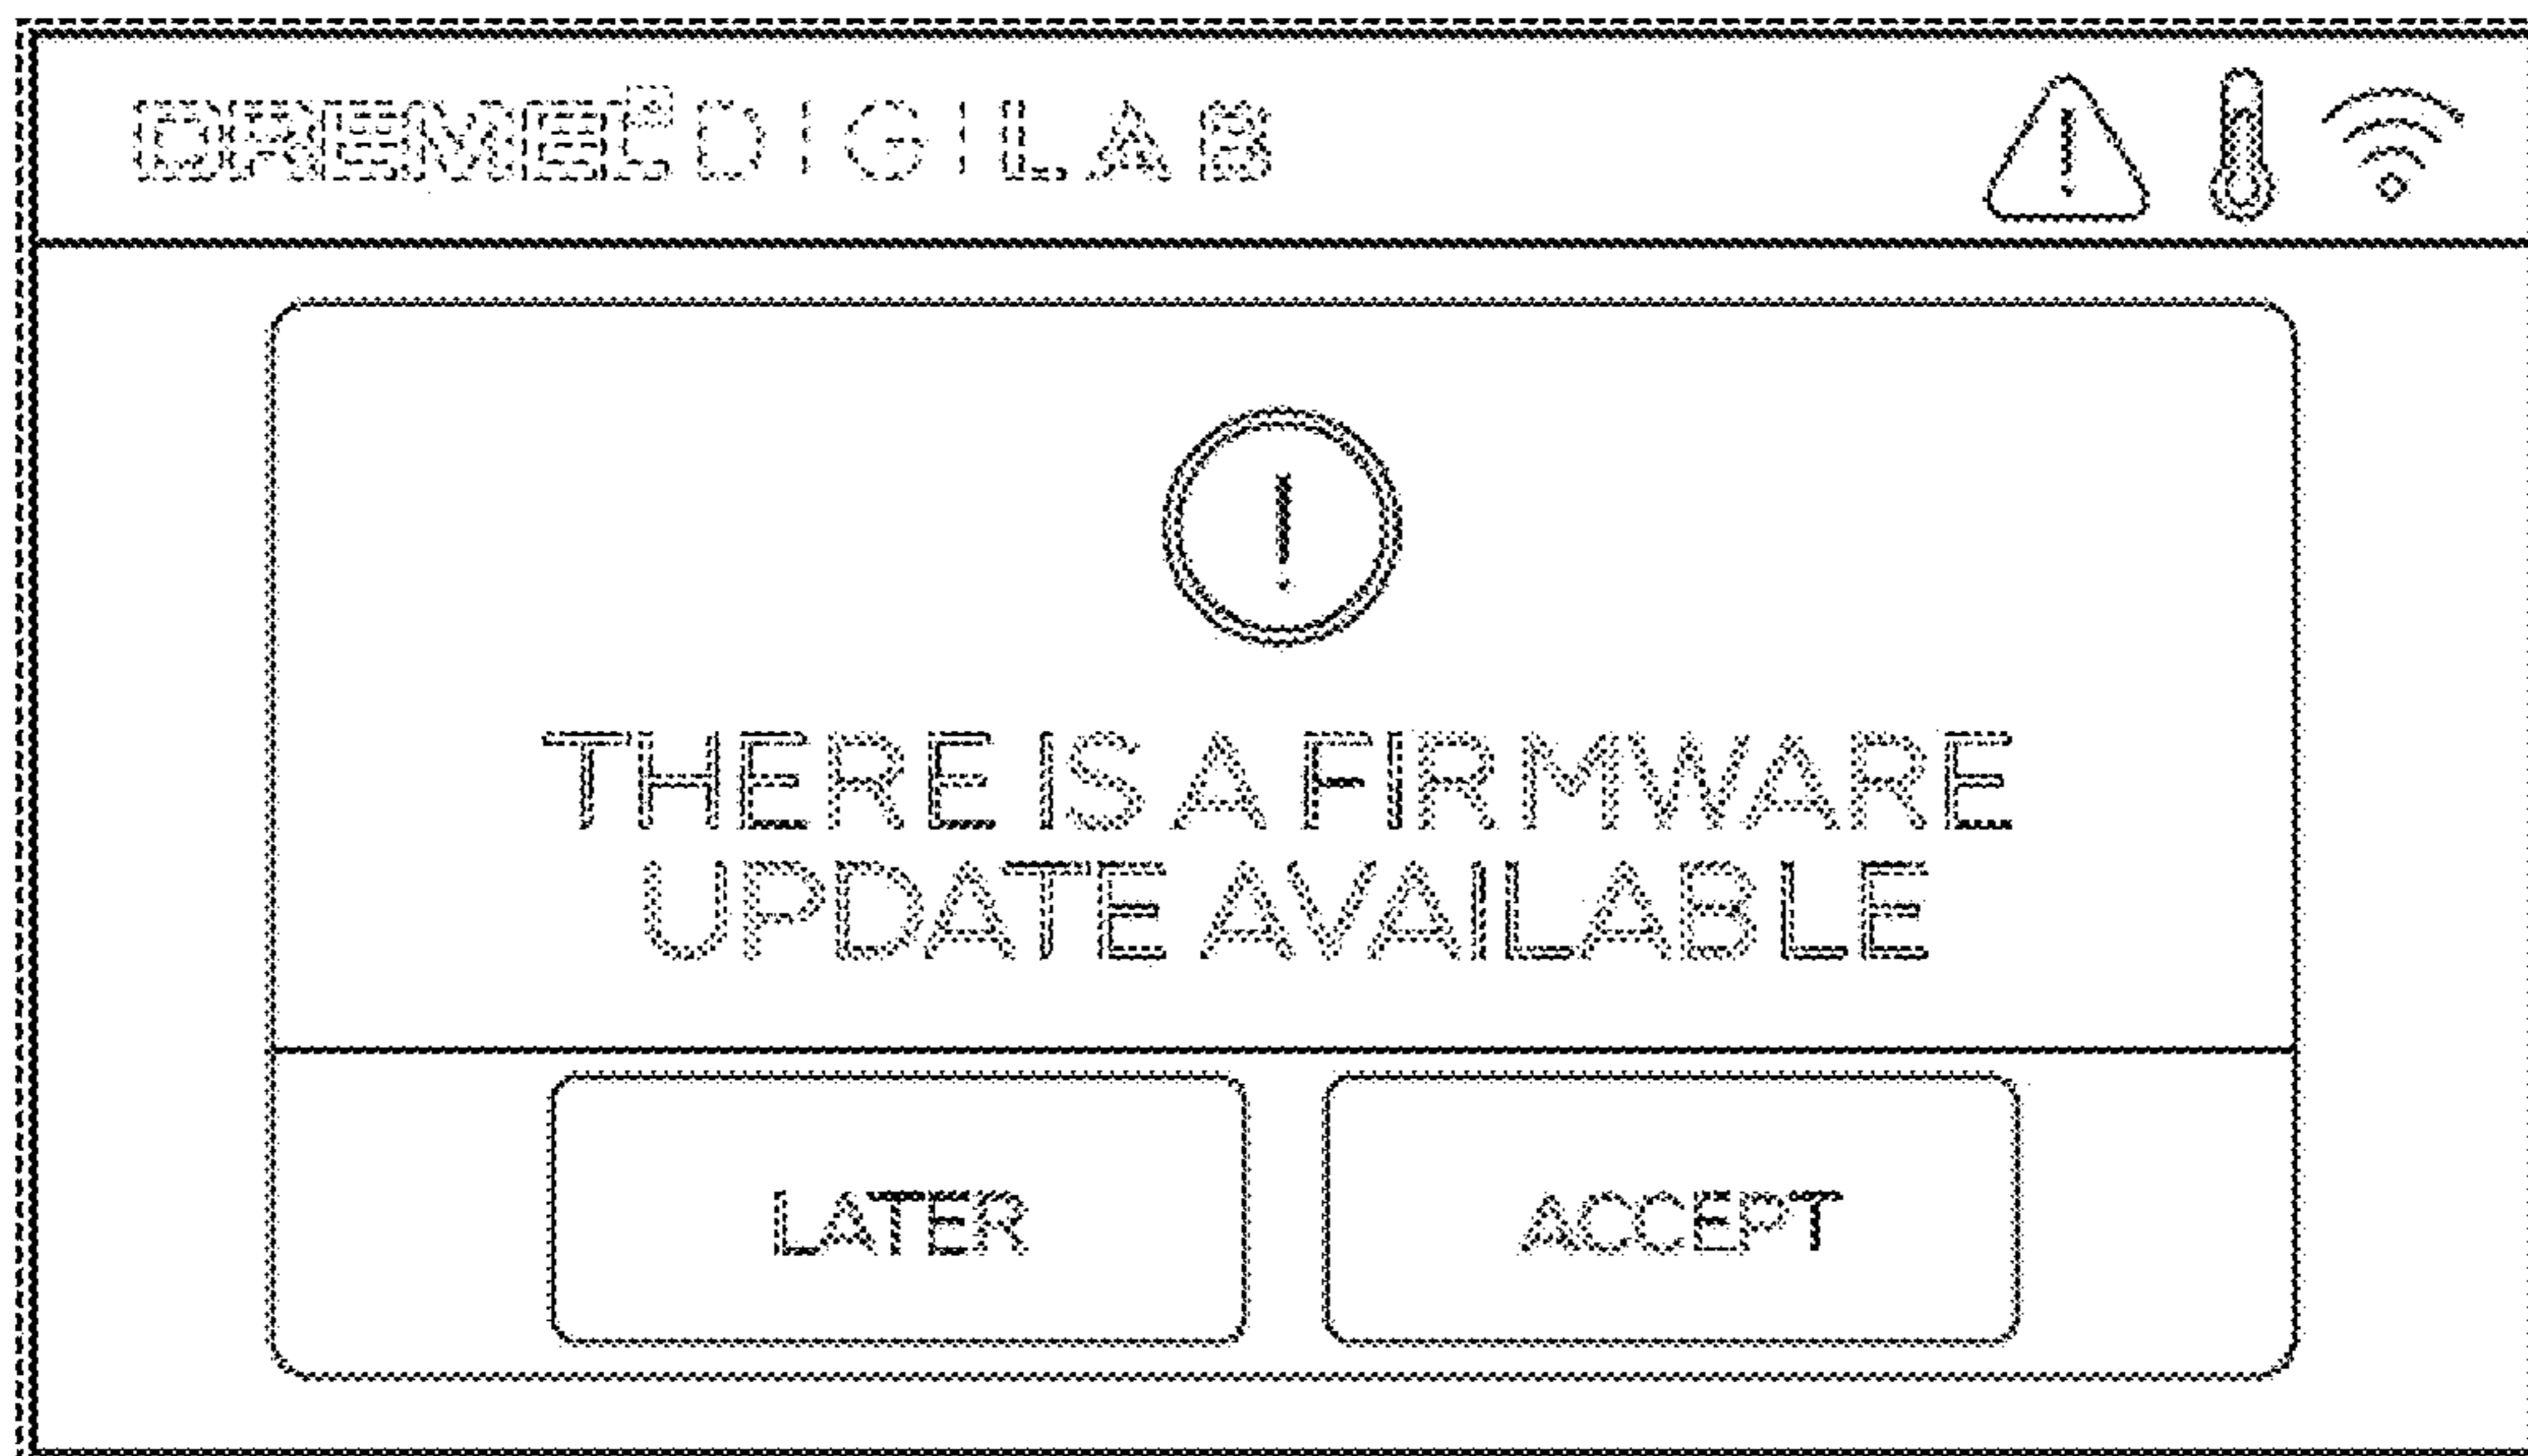 DREMEL® DIGILAB
THERE IS A FIRMWARE
UPDATE AVAILABLE
LATER
ACCEPT